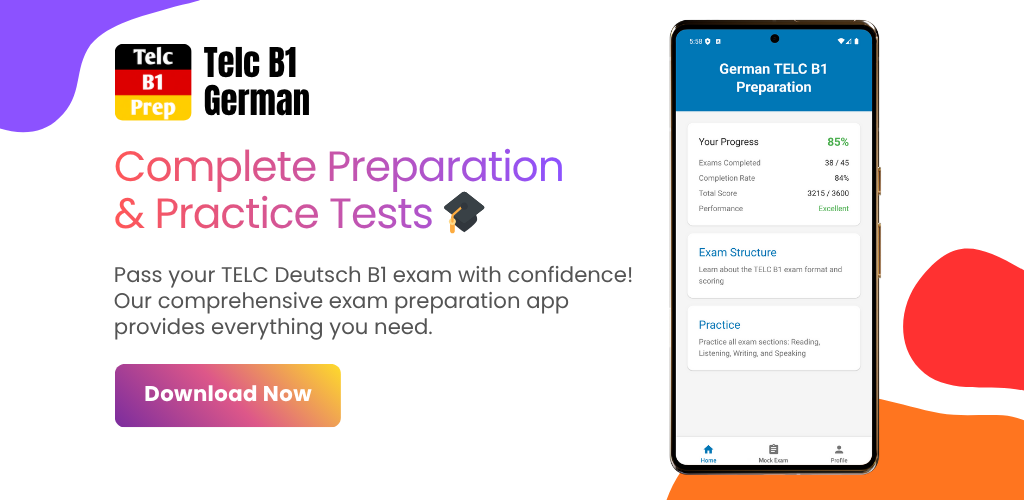 Telc
B1
Prep
Telc B1
German
Complete Preparation
& Practice Tests
Pass your TELC Deutsch B1 exam with confidence!
Our comprehensive exam preparation app
provides everything you need.
Download Now
5:58
German TELC B1
Preparation
Your Progress 85%
Exams Completed 38 / 45
Completion Rate 84%
Total Score 3215 / 3600
Performance Excellent
Exam Structure
Learn about the TELC B1 exam format and
scoring
Practice
Practice all exam sections: Reading,
Listening, Writing, and Speaking
Home Mock Exam Profile